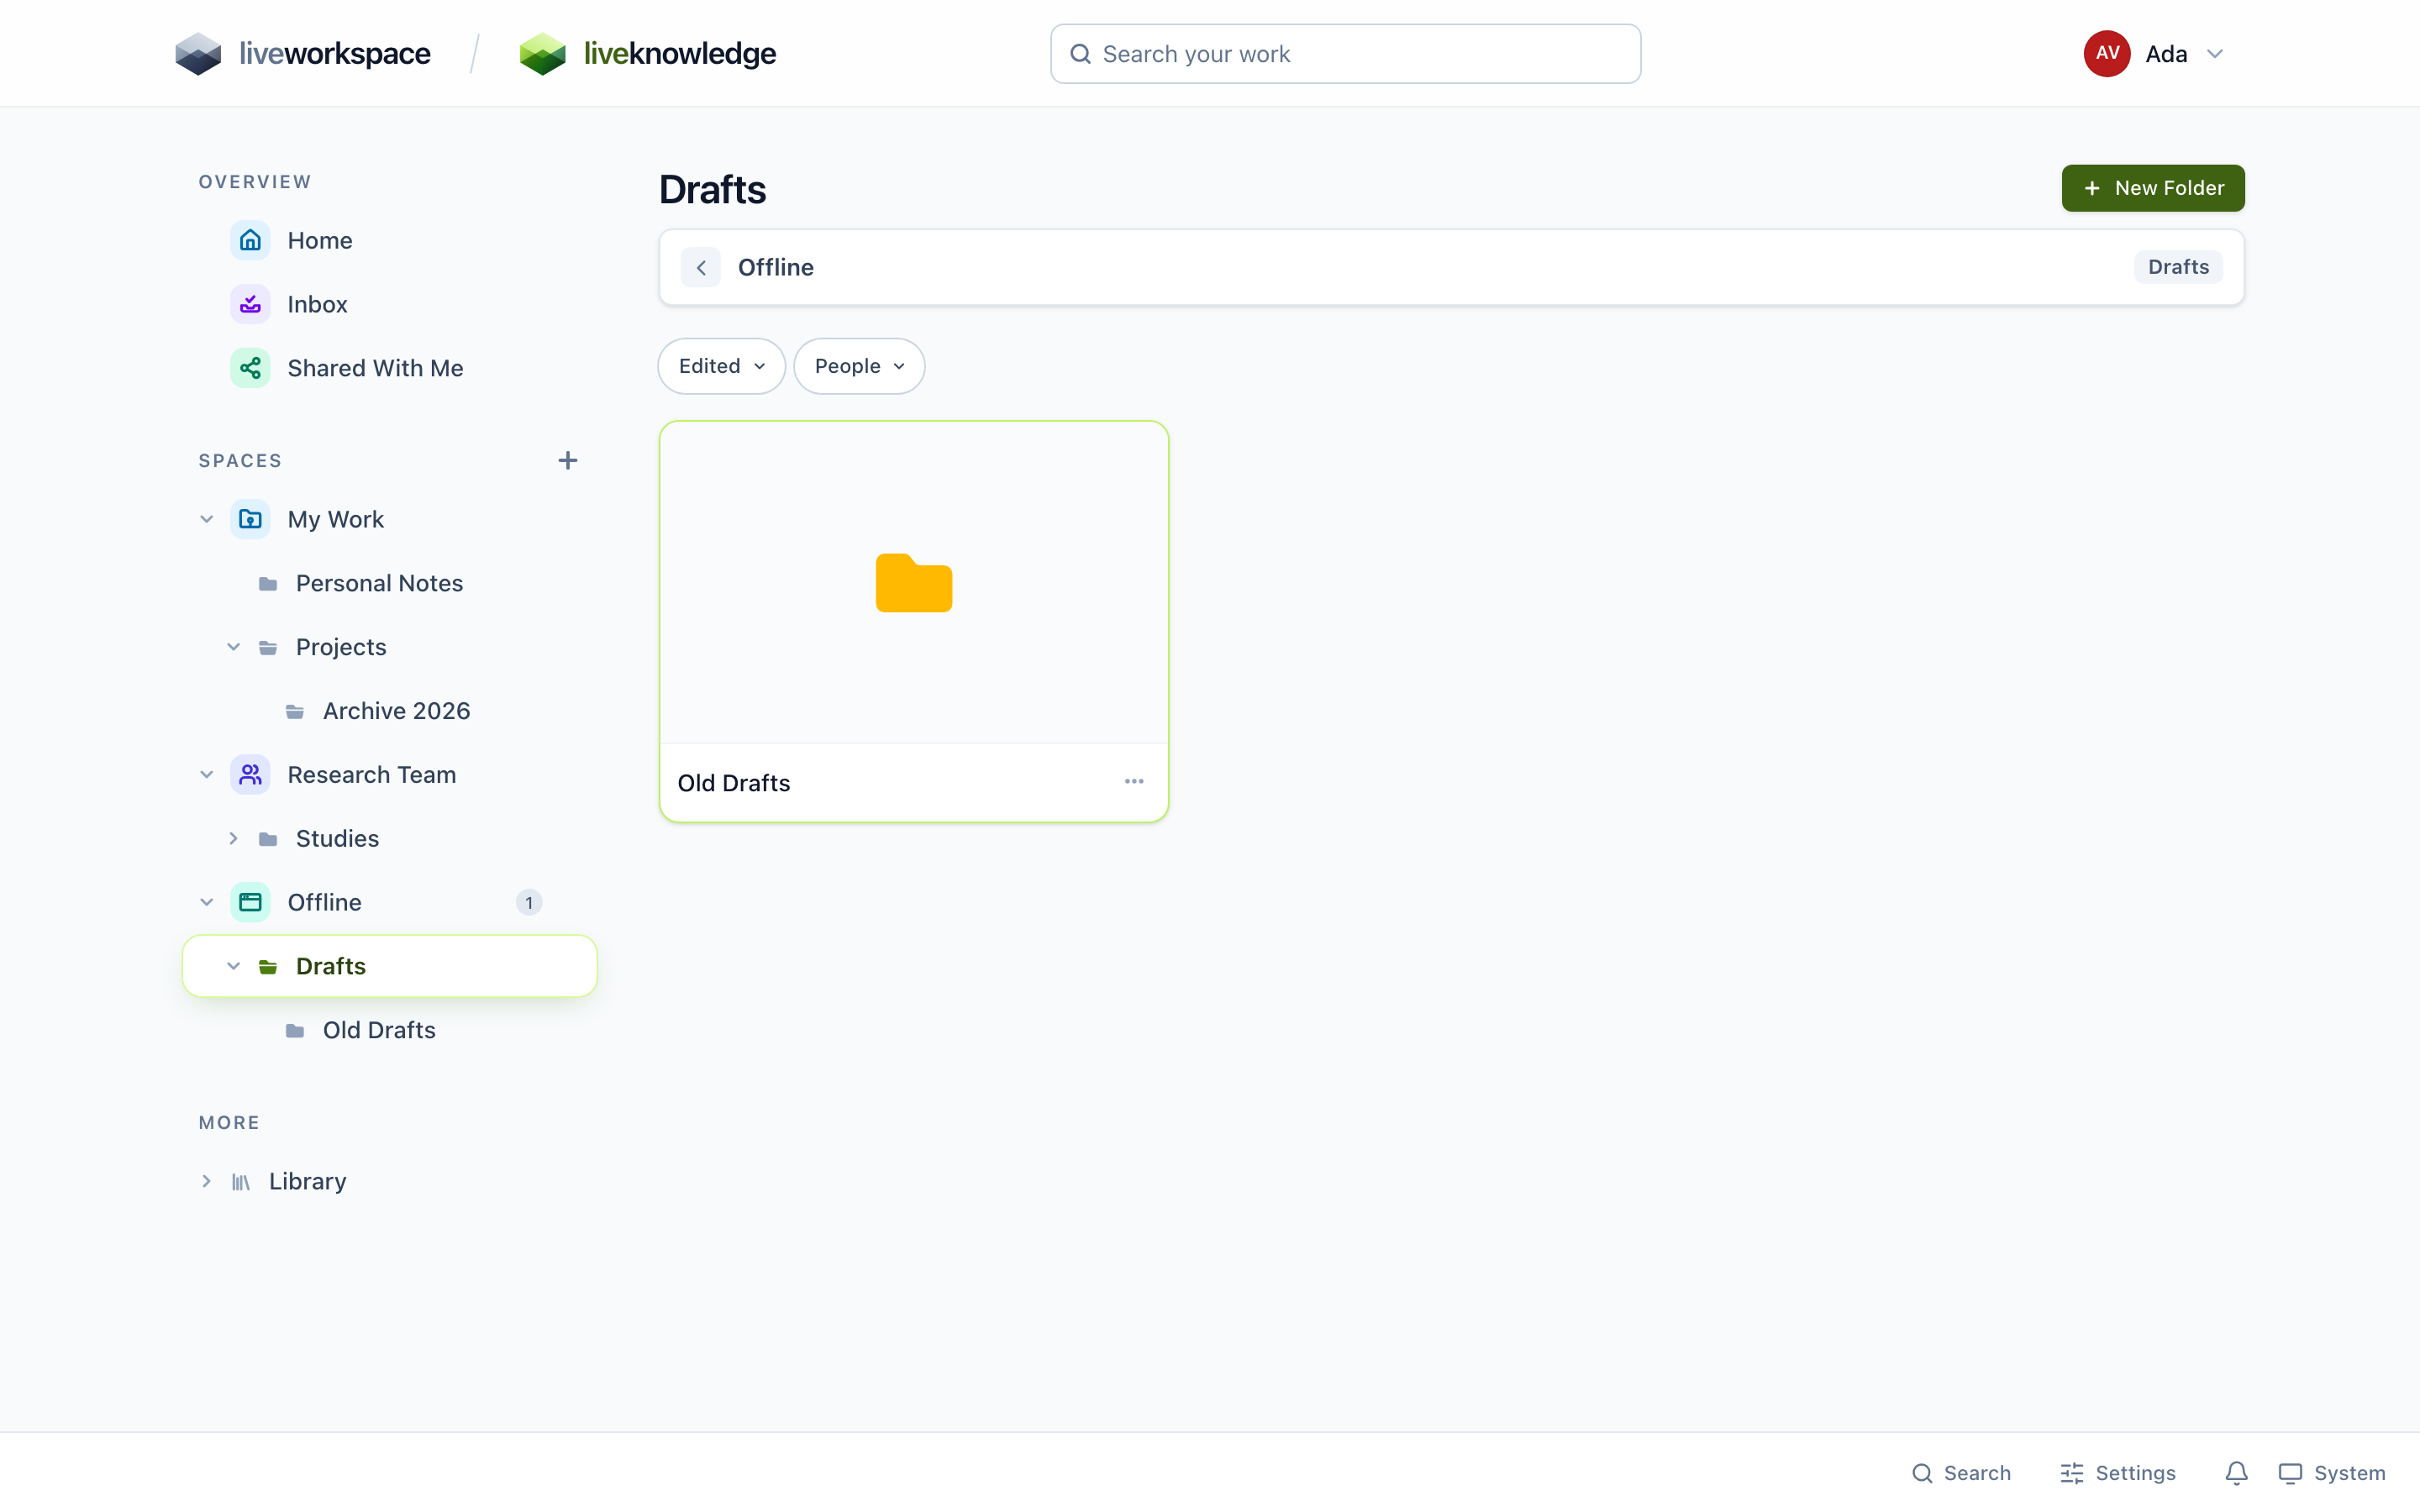 liveworkspace
liveknowledge
Search your work
AV
Ada
OVERVIEW
Home
Inbox
Shared With Me
SPACES
My Work
Personal Notes
Projects
Archive 2026
Research Team
Studies
Offline
1
Drafts
Old Drafts
MORE
Library
Drafts
New Folder
Offline
Drafts
Edited
People
Old Drafts
Search
Settings
System